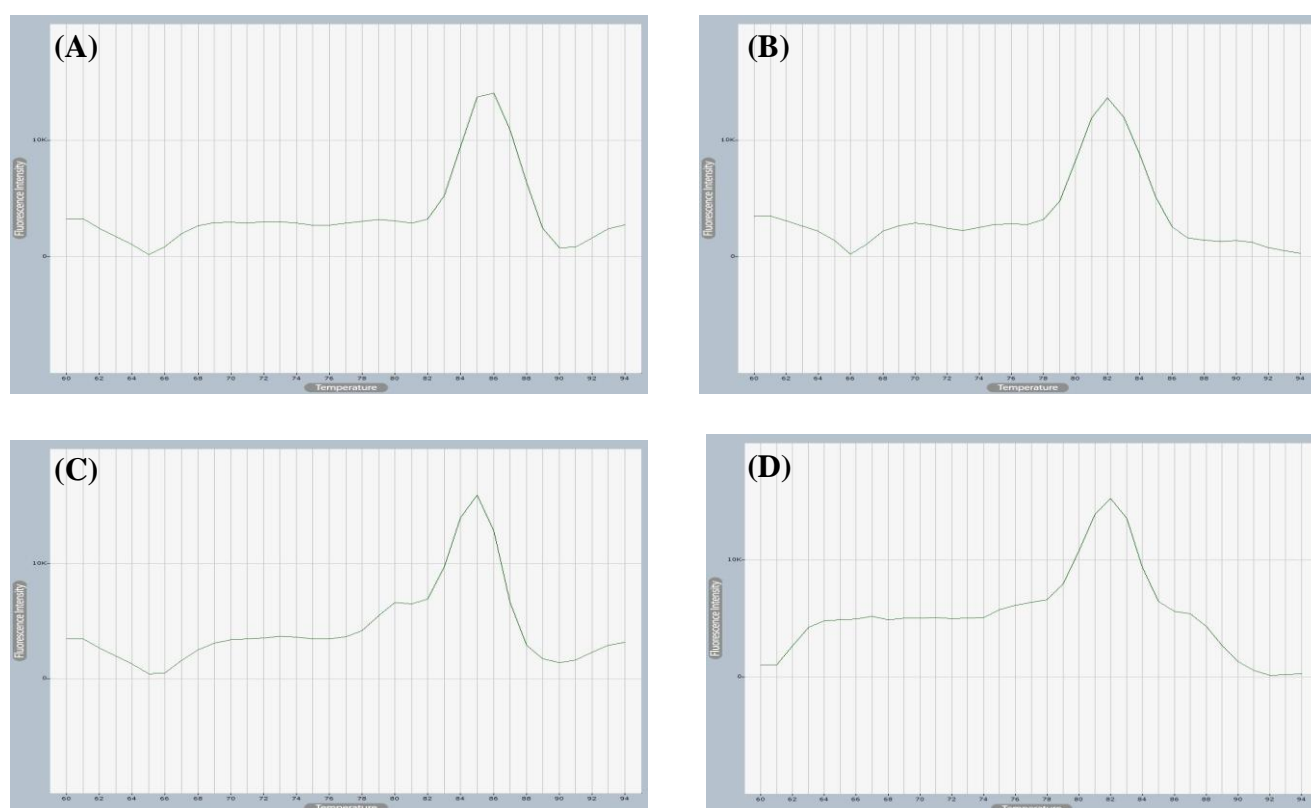 (A)
10K
Fluorescence Intensity
0
60 62 64 66 68 70 72 74 76 78 80 82 84 86 88 90 92 94
Temperature
(B)
10K
Fluorescence Intensity
0
60 62 64 66 68 70 72 74 76 78 80 82 84 86 88 90 92 94
Temperature
(C)
10K
Fluorescence Intensity
0
60 62 64 66 68 70 72 74 76 78 80 82 84 86 88 90 92 94
Temperature
(D)
10K
Fluorescence Intensity
0
60 62 64 66 68 70 72 74 76 78 80 82 84 86 88 90 92 94
Temperature